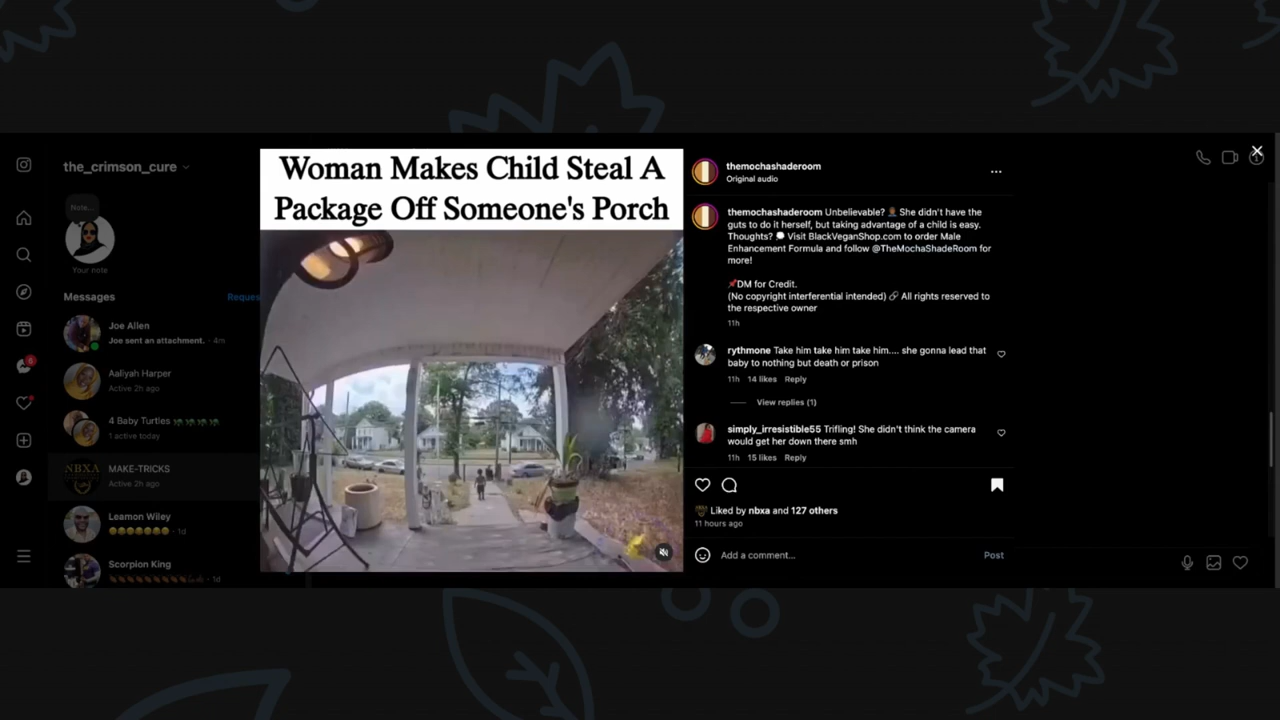 the_crimson_cure
Note...
Your note
Messages
Reques
Joe Allen
Joe sent an attachment. · 4m
Aaliyah Harper
Active 2h ago
4 Baby Turtles
1 active today
NBXA
MAKE-TRICKS
Active 2h ago
Leamon Wiley
· 1d
Scorpion King
· 1d
6
Woman Makes Child Steal A
Package Off Someone's Porch
themochashaderoom
Original audio
themochashaderoom Unbelievable? 🤦🏾‍♂️ She didn't have the
guts to do it herself, but taking advantage of a child is easy.
Thoughts? 💭 Visit BlackVeganShop.com to order Male
Enhancement Formula and follow @TheMochaShadeRoom for
more!
📌DM for Credit.
(No copyright interferential intended) 🔗 All rights reserved to
the respective owner
11h
rythmone Take him take him take him.... she gonna lead that
baby to nothing but death or prison
11h 14 likes Reply
View replies (1)
simply_irresistible55 Trifling! She didn't think the camera
would get her down there smh
11h 15 likes Reply
Liked by nbxa and 127 others
11 hours ago
Add a comment...
Post